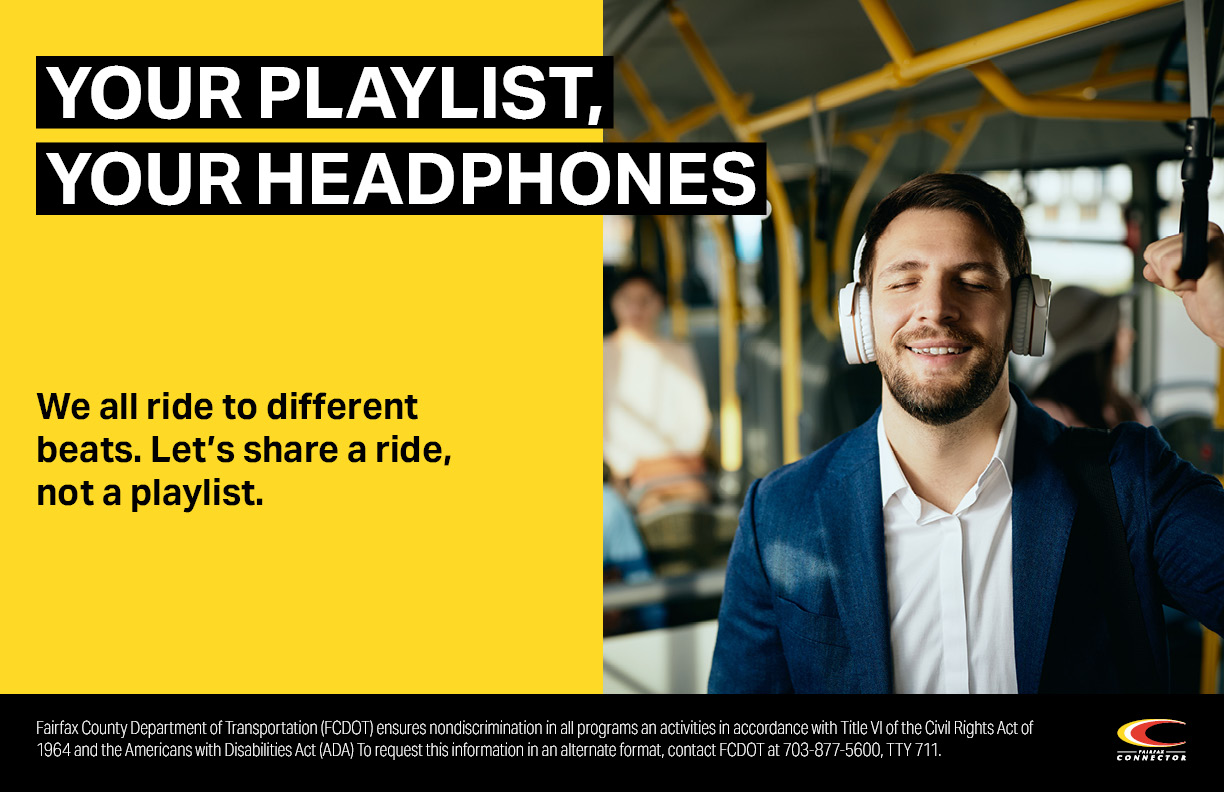 YOUR PLAYLIST,
YOUR HEADPHONES
We all ride to different
beats. Let's share a ride,
not a playlist.
Fairfax County Department of Transportation (FCDOT) ensures nondiscrimination in all programs an activities in accordance with Title VI of the Civil Rights Act of
1964 and the Americans with Disabilities Act (ADA) To request this information in an alternate format, contact FCDOT at 703-877-5600, TTY 711.
FAIRFAX
CONNECTOR